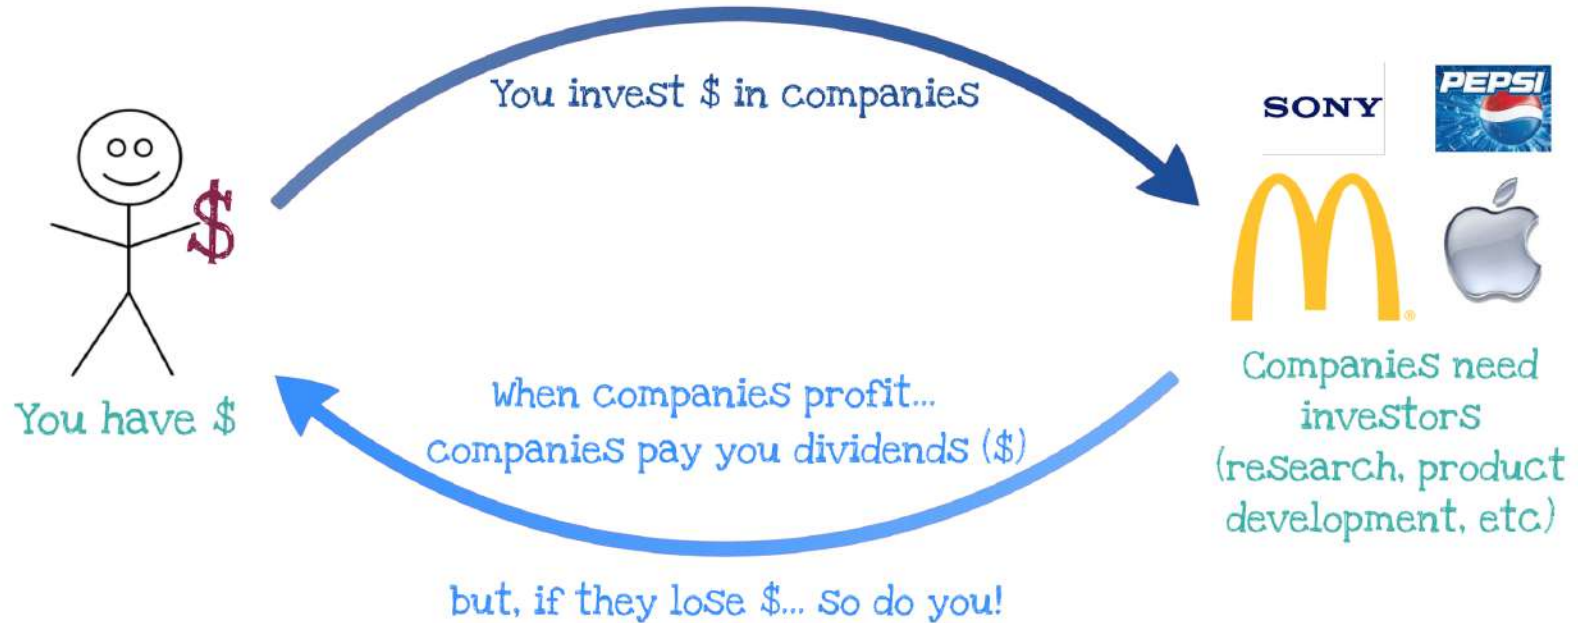 You invest $ in companies
SONY
PEPSI
$
®
You have $
When companies profit...
companies pay you dividends ($)
Companies need
investors
(research, product
development, etc)
but, if they lose $... so do you!